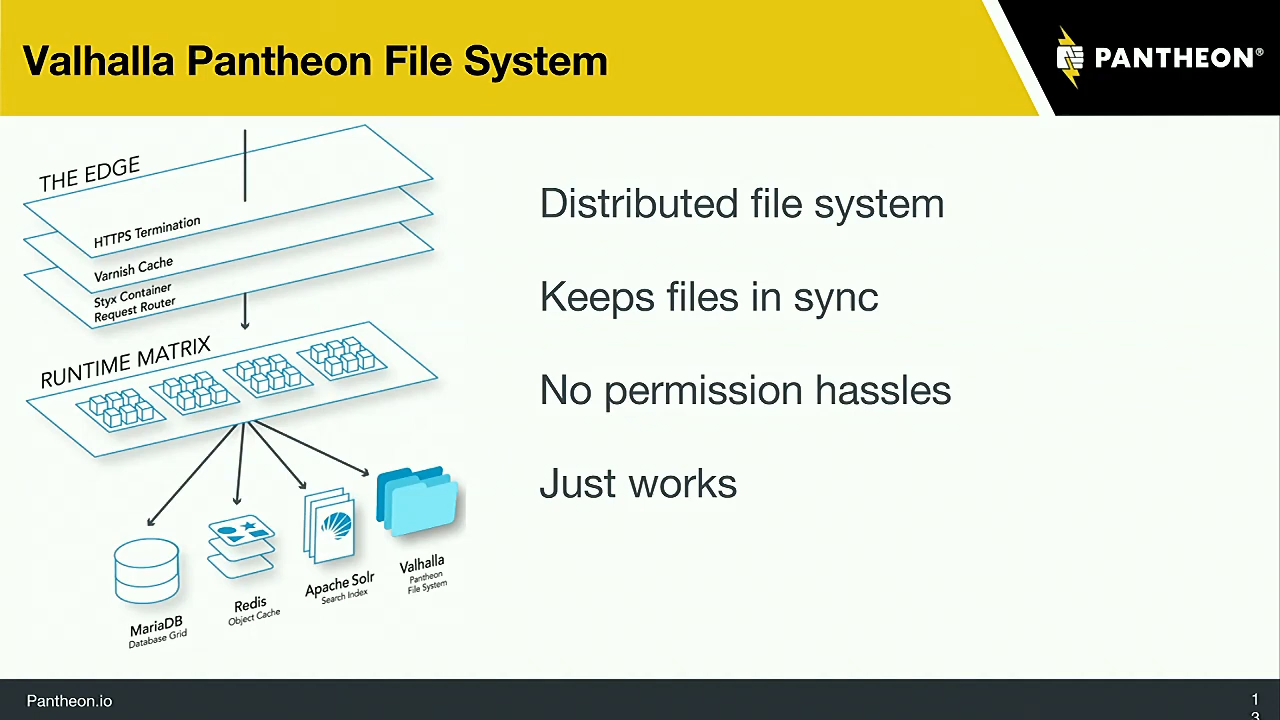 Valhalla Pantheon File System
PANTHEON®
THE EDGE
HTTPS Termination
Varnish Cache
Styx Container
Request Router
RUNTIME MATRIX
MariaDB
Database Grid
Redis
Object Cache
Apache Solr
Search Index
Valhalla
Pantheon
File System
Distributed file system
Keeps files in sync
No permission hassles
Just works
Pantheon.io
1
3